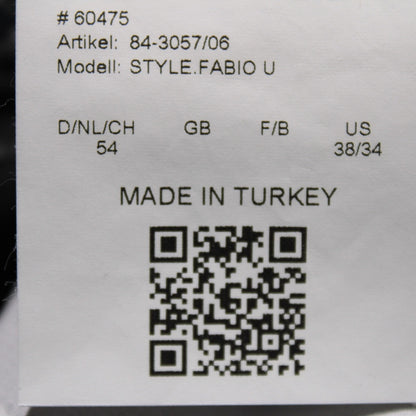 # 60475
Artikel: 84-3057/06
Modell: STYLE.FABIO U
D/NL/CH GB F/B US
54 38/34
MADE IN TURKEY